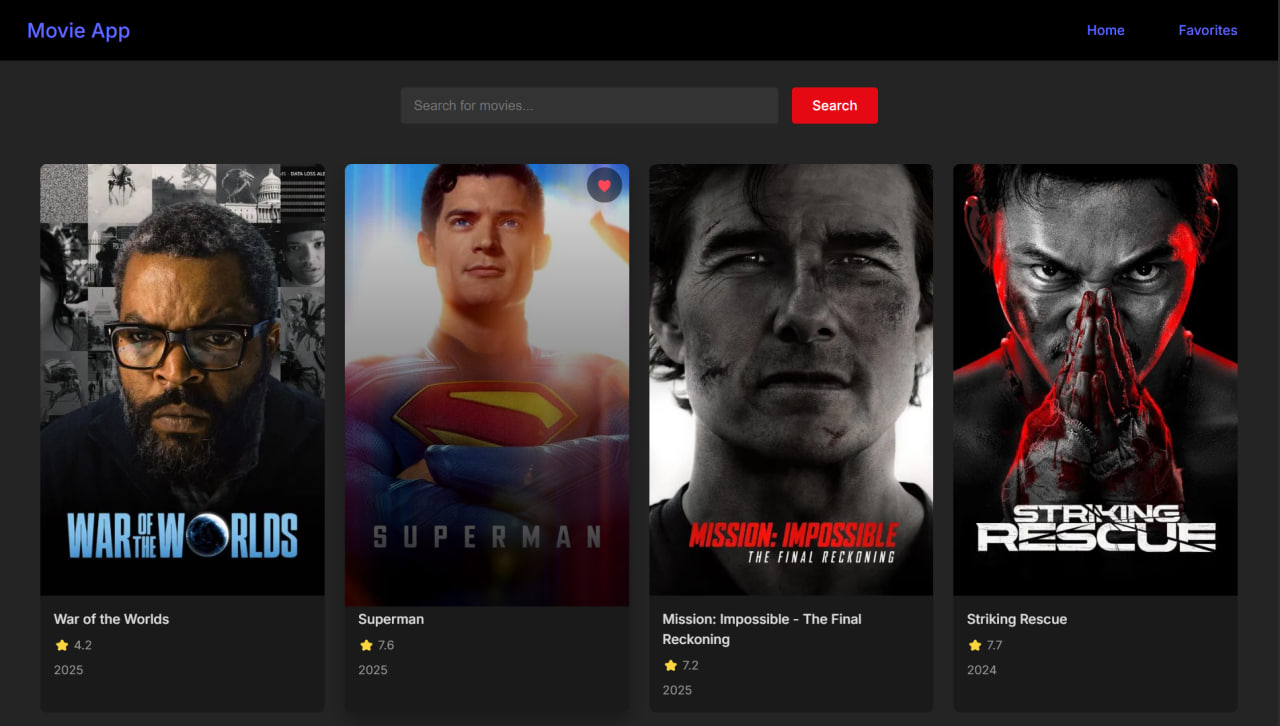 Movie App
Home
Favorites
Search for movies...
Search
DATA LOSS
WAR OF THE WORLDS
SUPERMAN
MISSION: IMPOSSIBLE
THE FINAL RECKONING
STRIKING
RESCUE
War of the Worlds
4.2
2025
Superman
7.6
2025
Mission: Impossible - The Final
Reckoning
7.2
2025
Striking Rescue
7.7
2024